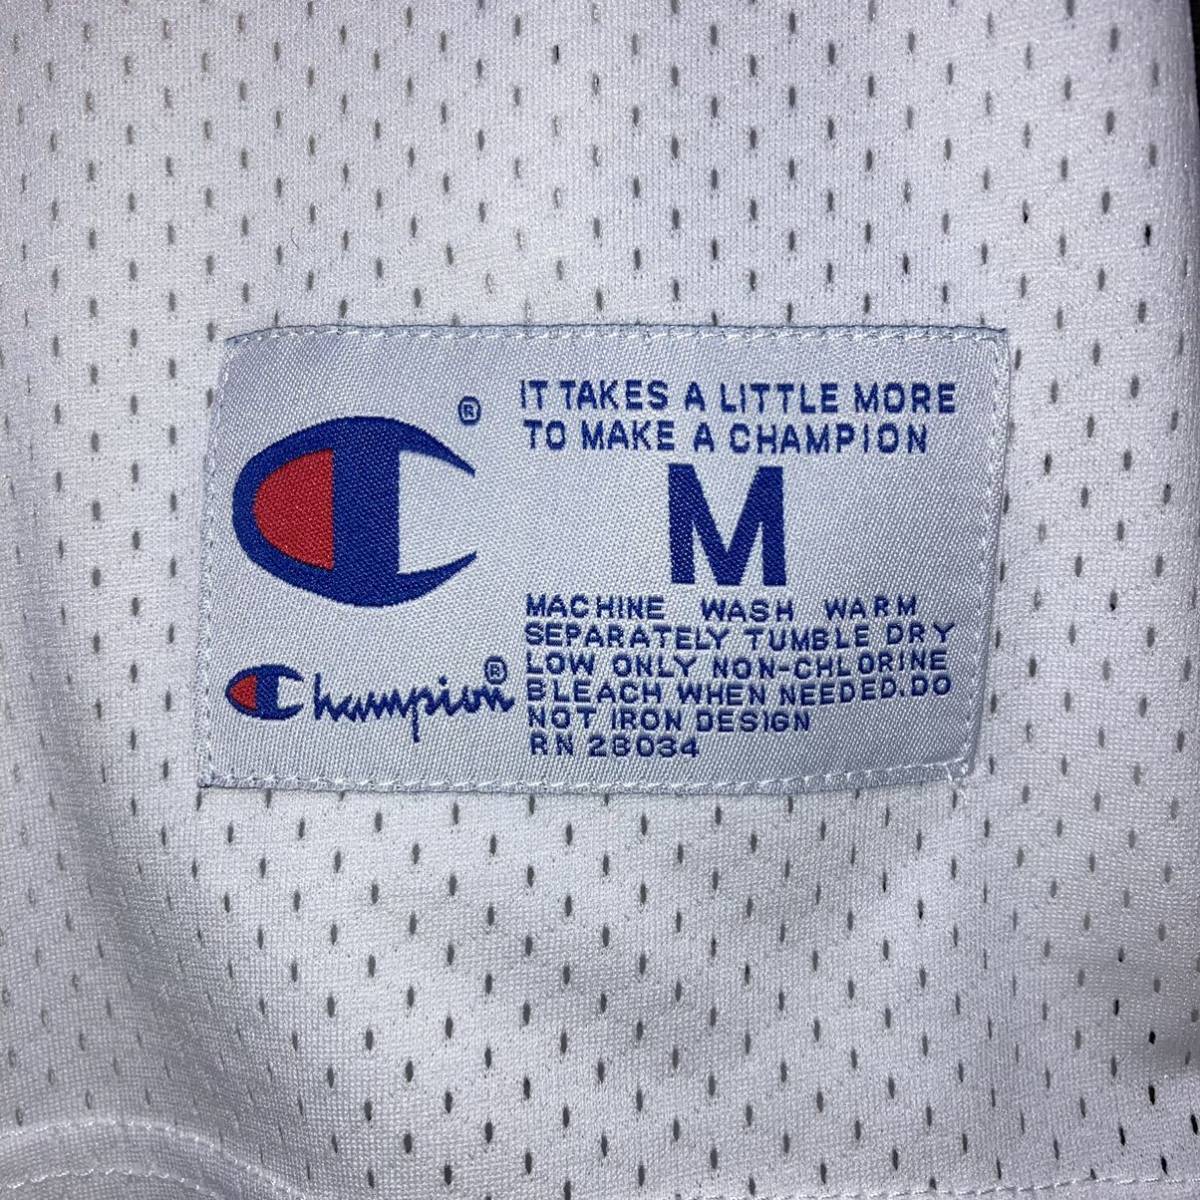 IT TAKES A LITTLE MORE
TO MAKE A CHAMPION
M
MACHINE WASH WARM
SEPARATELY TUMBLE DRY
LOW ONLY NON-CHLORINE
BLEACH WHEN NEEDED. DO
NOT IRON DESIGN
RN 26034
®
Champion®